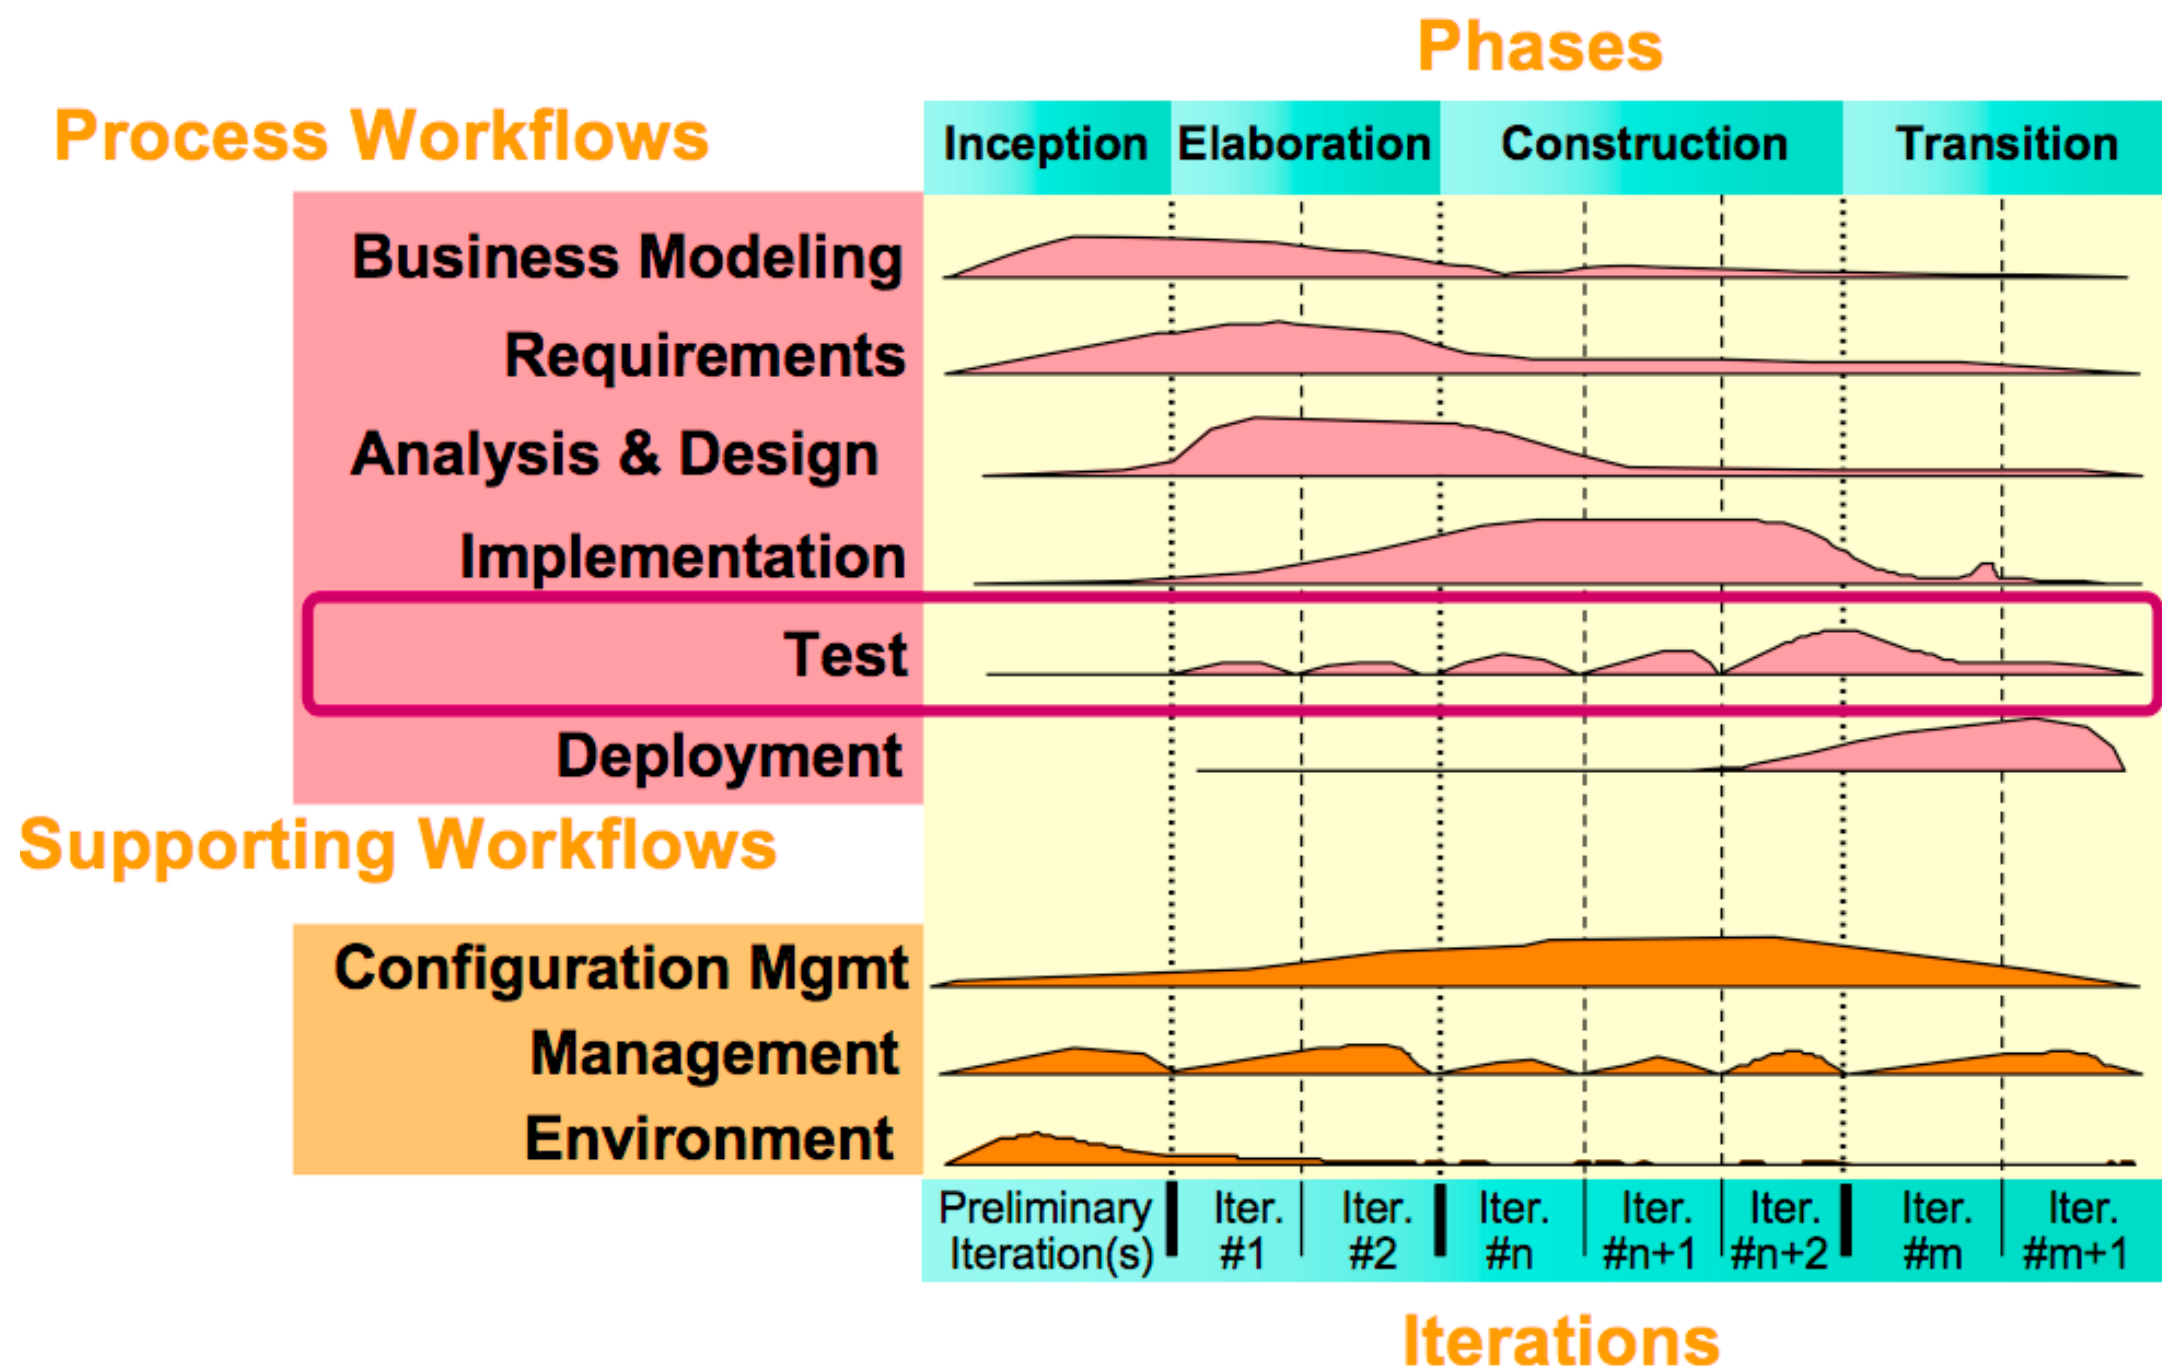 Phases
Process Workflows
Inception Elaboration Construction Transition
Business Modeling
Requirements
Analysis & Design
Implementation
Test
Deployment
Supporting Workflows
Configuration Mgmt
Management
Environment
Preliminary Iteration(s)
Iter. #1
Iter. #2
Iter. #n
Iter. #n+1
Iter. #n+2
Iter. #m
Iter. #m+1
Iterations